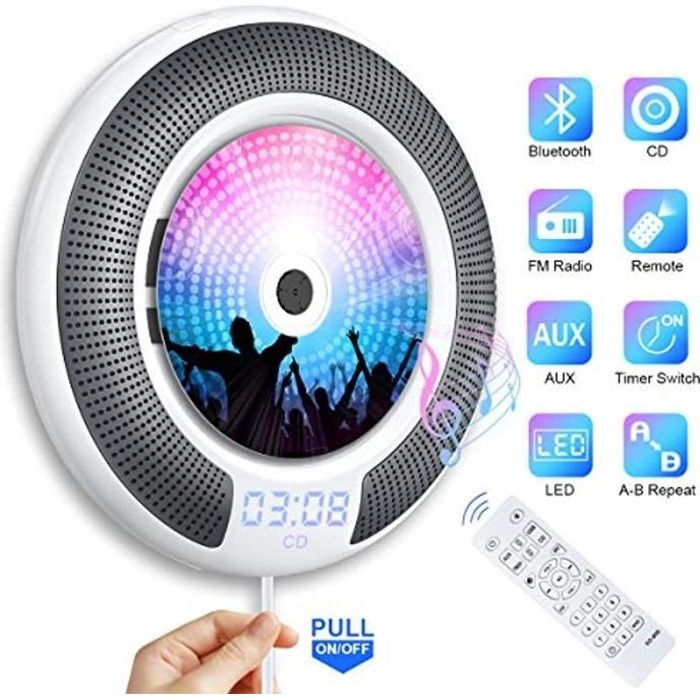 Bluetooth
CD
FM Radio
Remote
AUX
ON
AUX
Timer Switch
LED
A B
LED
A-B Repeat
03:08
CD
PULL
ON/OFF